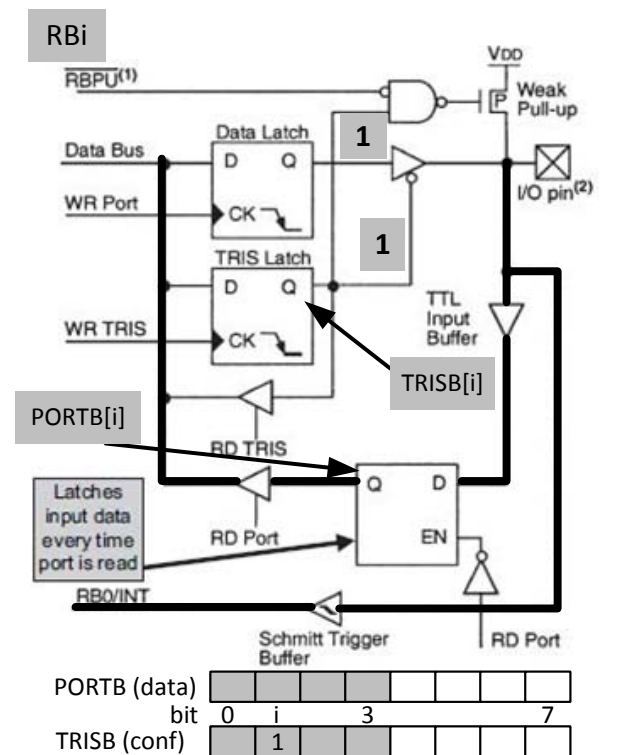 RBi
VDD
RBPU(1)
Weak
Pull-up
P
Data Latch
1
Data Bus
D Q
I/O pin(2)
WR Port
CK
1
TRIS Latch
D Q
TTL
Input
Buffer
WR TRIS
CK
TRISB[i]
PORTB[i]
RD TRIS
Q D
Latches
input data
every time
port is read
RD Port
EN
RB0/INT
Schmitt Trigger
Buffer
RD Port
PORTB (data)
bit 0 i 3 7
TRISB (conf) 1